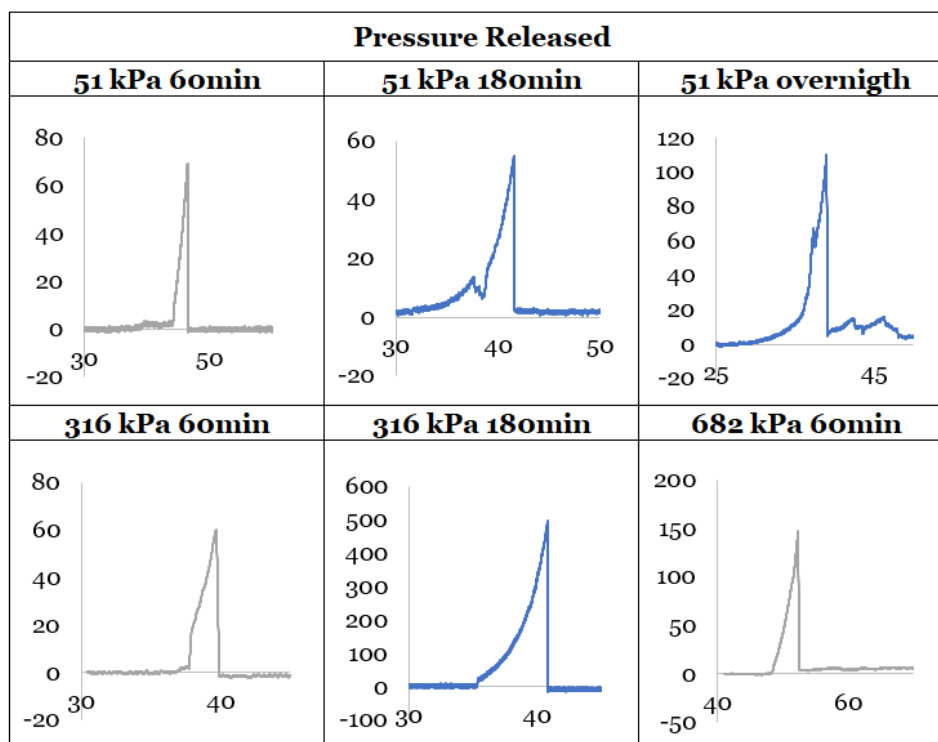 Pressure Released
51 kPa 60min 51 kPa 180min 51 kPa overnigth
80 60 120
60 100
40 40 80
60
20 20 40
20
0 0 0
30 50 30 40 50 25 45
-20 -20 -20
316 kPa 60min 316 kPa 180min 682 kPa 60min
80 600 200
60 500 150
40 400 100
300
20 200 50
100
0 0 0
30 40 30 40 40 60
-20 -100 -50